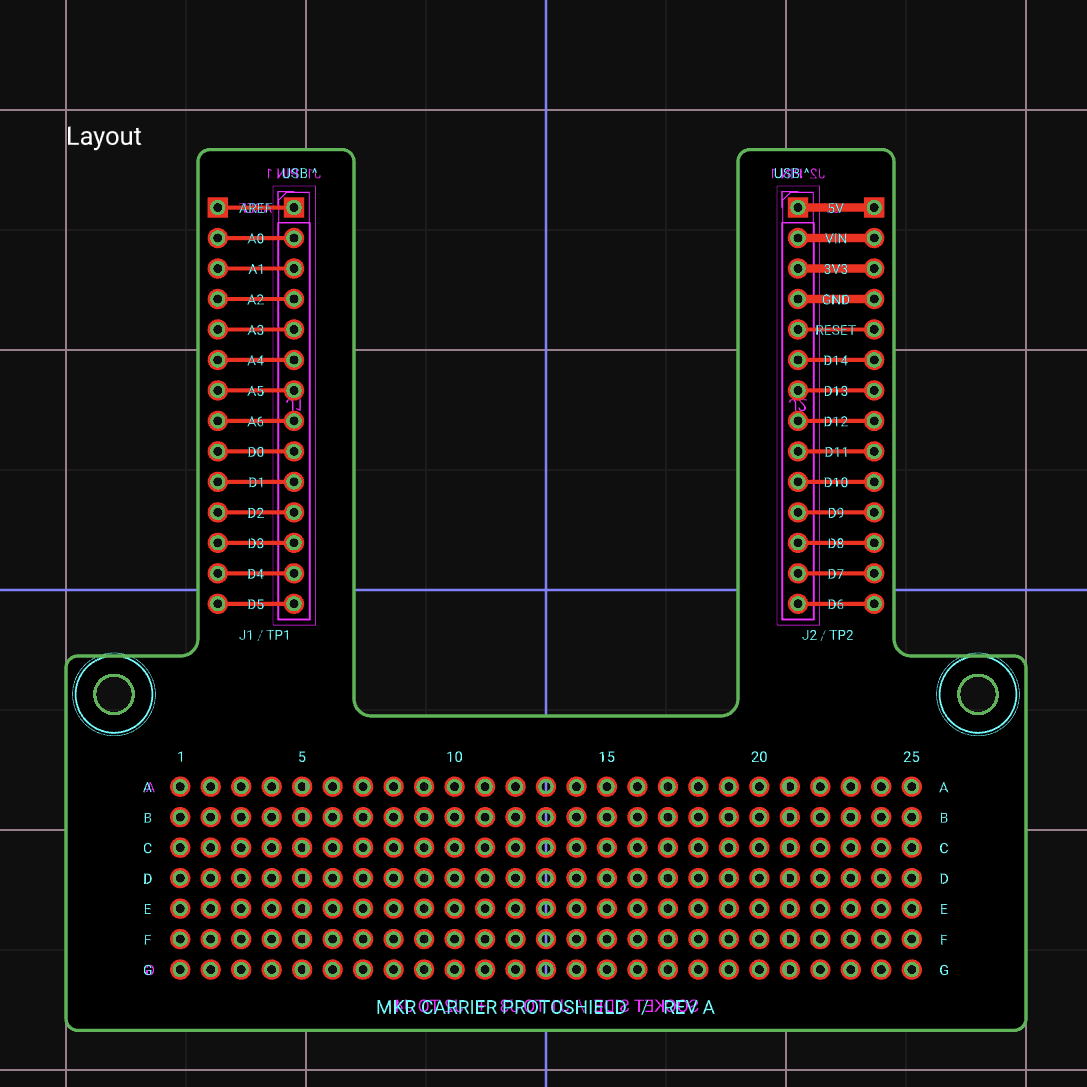 Layout
USB^ USB^
AREF 5V
A0 VIN
A1 3V3
A2 GND
A3 RESET
A4 D14
A5 D13
A6 D12
D0 D11
D1 D10
D2 D9
D3 D8
D4 D7
D5 D6
J1 / TP1 J2 / TP2
1 5 10 15 20 25
A A
B B
C C
D D
E E
F F
G G
MKR CARRIER PROTOSHIELD / REV A